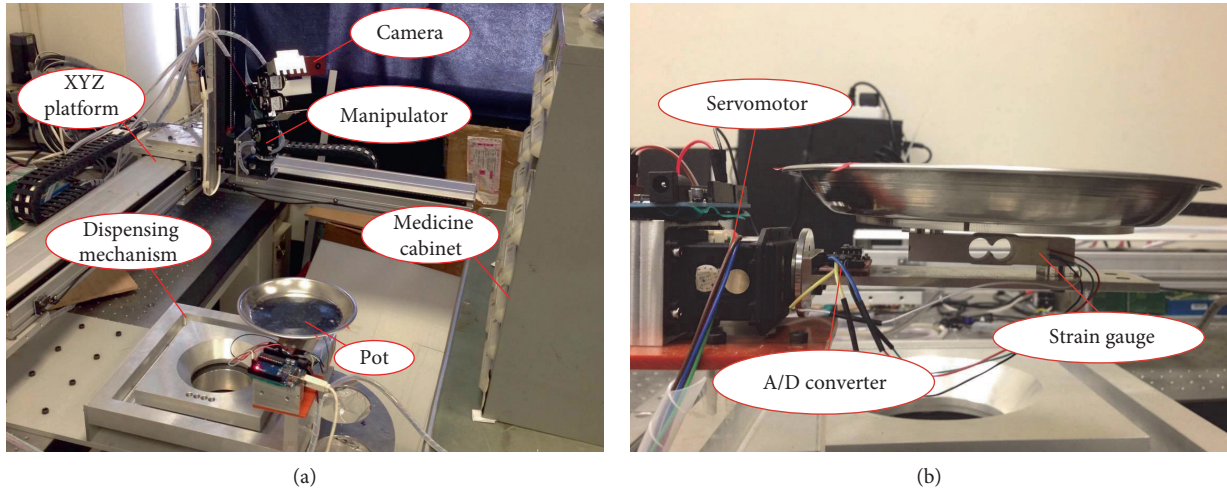 Camera
XYZ
platform
Manipulator
Dispensing
mechanism
Medicine
cabinet
Pot
(a)
Servomotor
Strain gauge
A/D converter
(b)